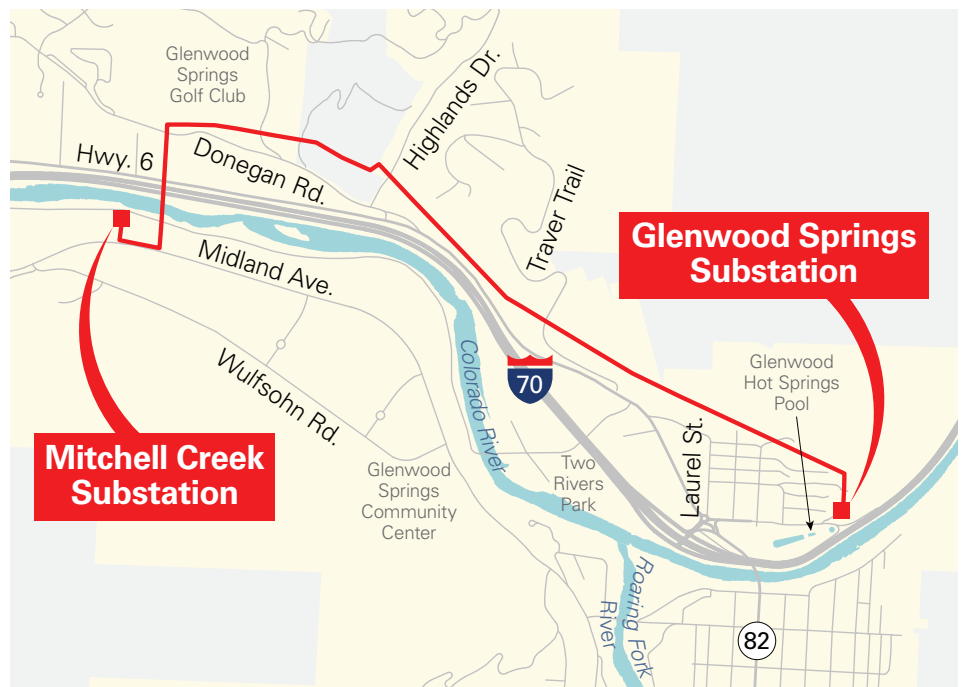 Glenwood
Springs
Golf Club
Highlands Dr.
Hwy. 6
Donegan Rd.
Traver Trail
Glenwood Springs
Substation
Midland Ave.
Colorado River
70
Glenwood
Hot Springs
Pool
Wulfsohn Rd.
Mitchell Creek
Substation
Laurel St.
Glenwood
Springs
Community
Center
Two
Rivers
Park
Roaring Fork
River
82